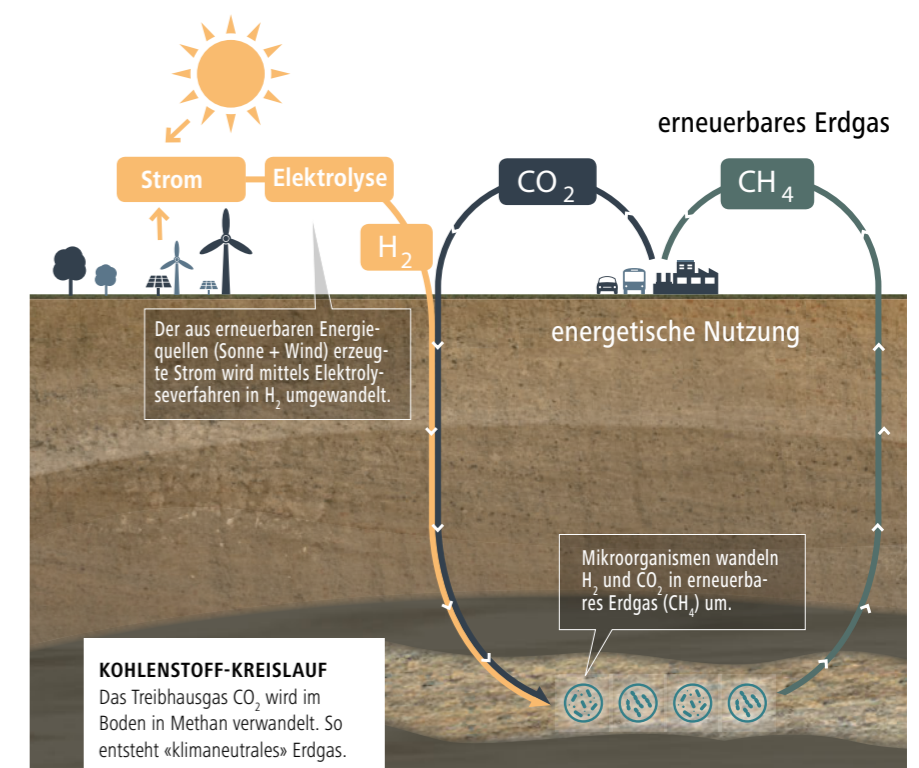 erneuerbares Erdgas
Strom
Elektrolyse
CO₂
CH₄
H₂
energetische Nutzung
Der aus erneuerbaren Energie-
quellen (Sonne + Wind) erzeug-
te Strom wird mittels Elektroly-
severfahren in H₂ umgewandelt.
Mikroorganismen wandeln
H₂ und CO₂ in erneuerba-
res Erdgas (CH₄) um.
KOHLENSTOFF-KREISLAUF
Das Treibhausgas CO₂ wird im
Boden in Methan verwandelt. So
entsteht «klimaneutrales» Erdgas.